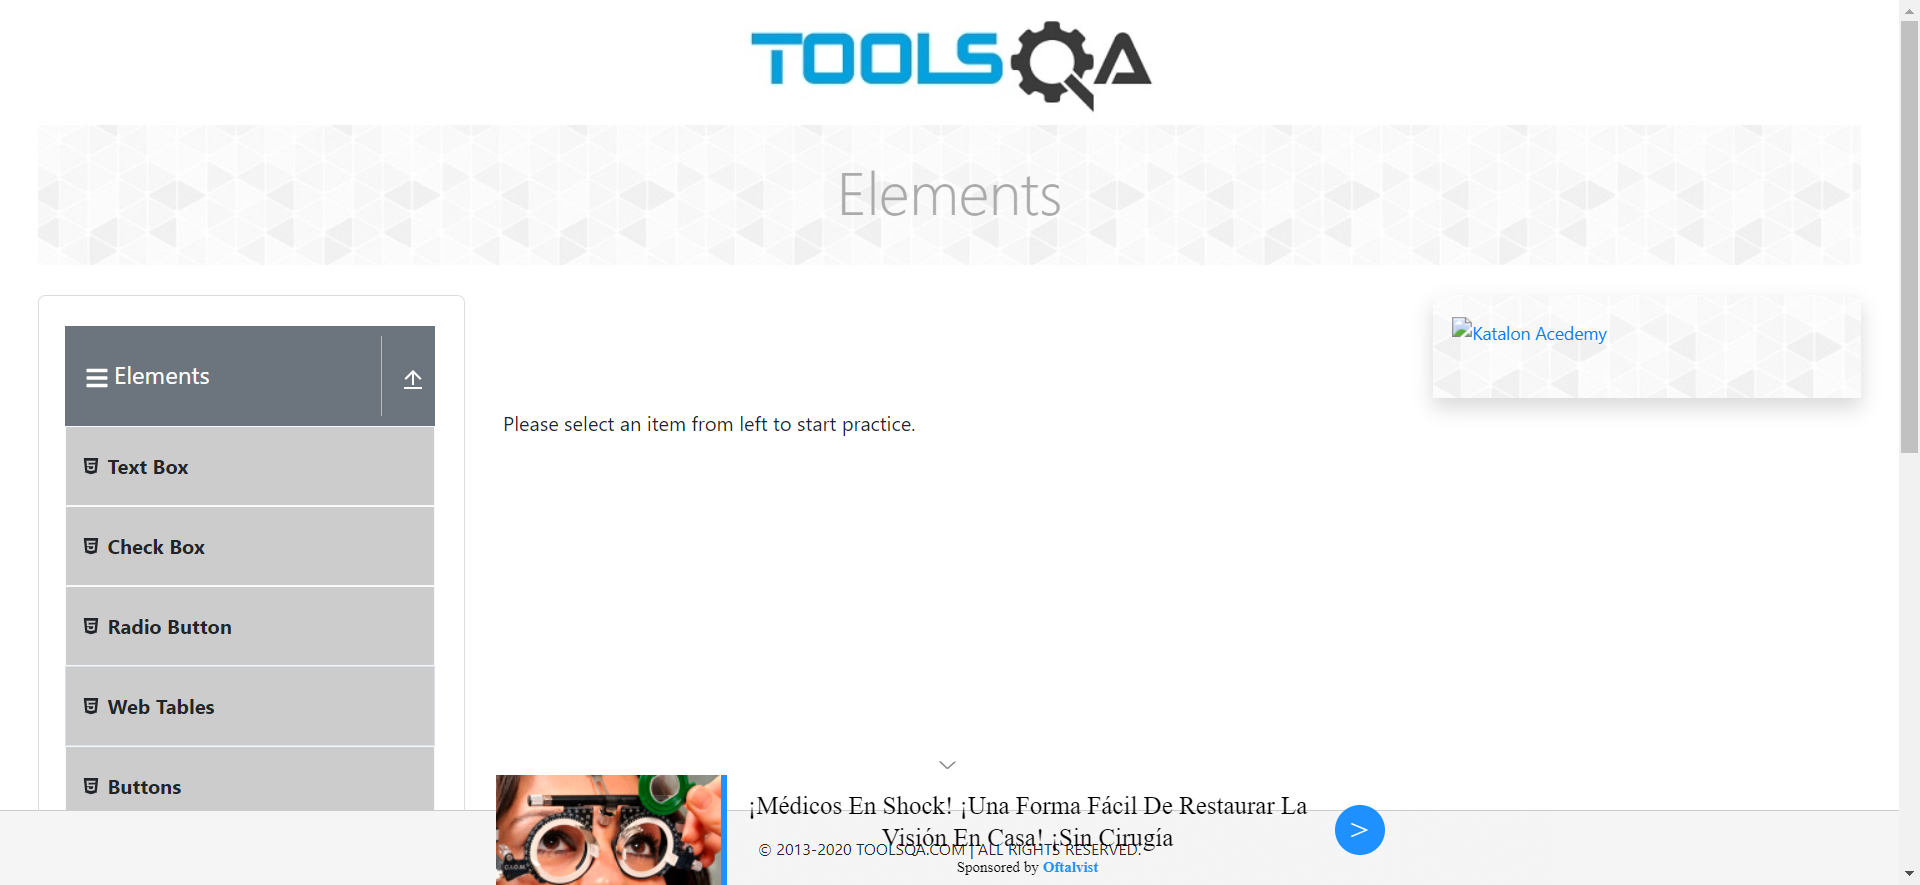 TOOLSQA
Elements
Elements
Text Box
Check Box
Radio Button
Web Tables
Buttons
Please select an item from left to start practice.
Katalon Acedemy
¡Médicos En Shock! ¡Una Forma Fácil De Restaurar La
Visión En Casa! ¡Sin Cirugía
© 2013-2020 TOOLSQA.COM | ALL RIGHTS RESERVED.
Sponsored by Oftalvist
>